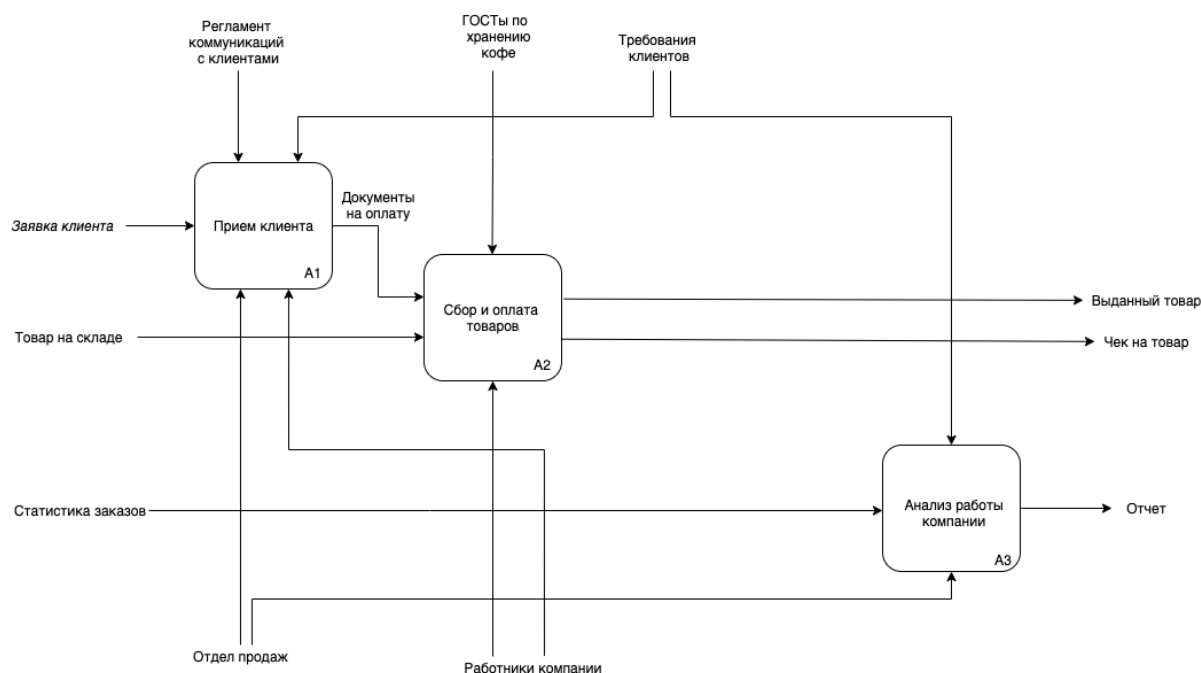 Регламент
коммуникаций
с клиентами
ГОСТы по
хранению
кофе
Требования
клиентов
Заявка клиента
Прием клиента
A1
Документы
на оплату
Товар на складе
Сбор и оплата
товаров
A2
Выданный товар
Чек на товар
Статистика заказов
Анализ работы
компании
A3
Отчет
Отдел продаж
Работники компании